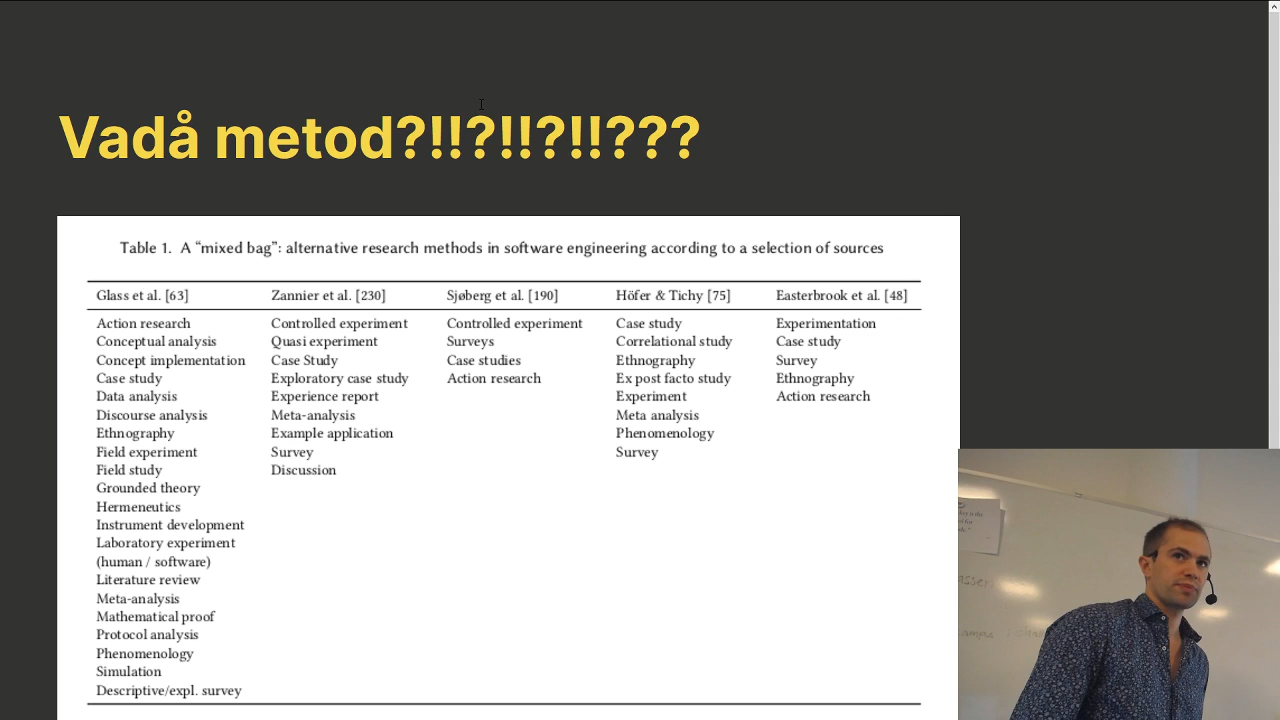 Vadå metod?!!?!!?!!???
Table 1. A “mixed bag”: alternative research methods in software engineering according to a selection of sources
Glass et al. [63] Zannier et al. [230] Sjøberg et al. [190] Höfer & Tichy [75] Easterbrook et al. [48]
Action research Controlled experiment Controlled experiment Case study Experimentation
Conceptual analysis Quasi experiment Surveys Correlational study Case study
Concept implementation Case Study Case studies Ethnography Survey
Case study Exploratory case study Action research Ex post facto study Ethnography
Data analysis Experience report Experiment Action research
Discourse analysis Meta-analysis Meta analysis
Ethnography Example application Phenomenology
Field experiment Survey Survey
Field study Discussion
Grounded theory
Hermeneutics
Instrument development
Laboratory experiment
(human / software)
Literature review
Meta-analysis
Mathematical proof
Protocol analysis
Phenomenology
Simulation
Descriptive/expl. survey